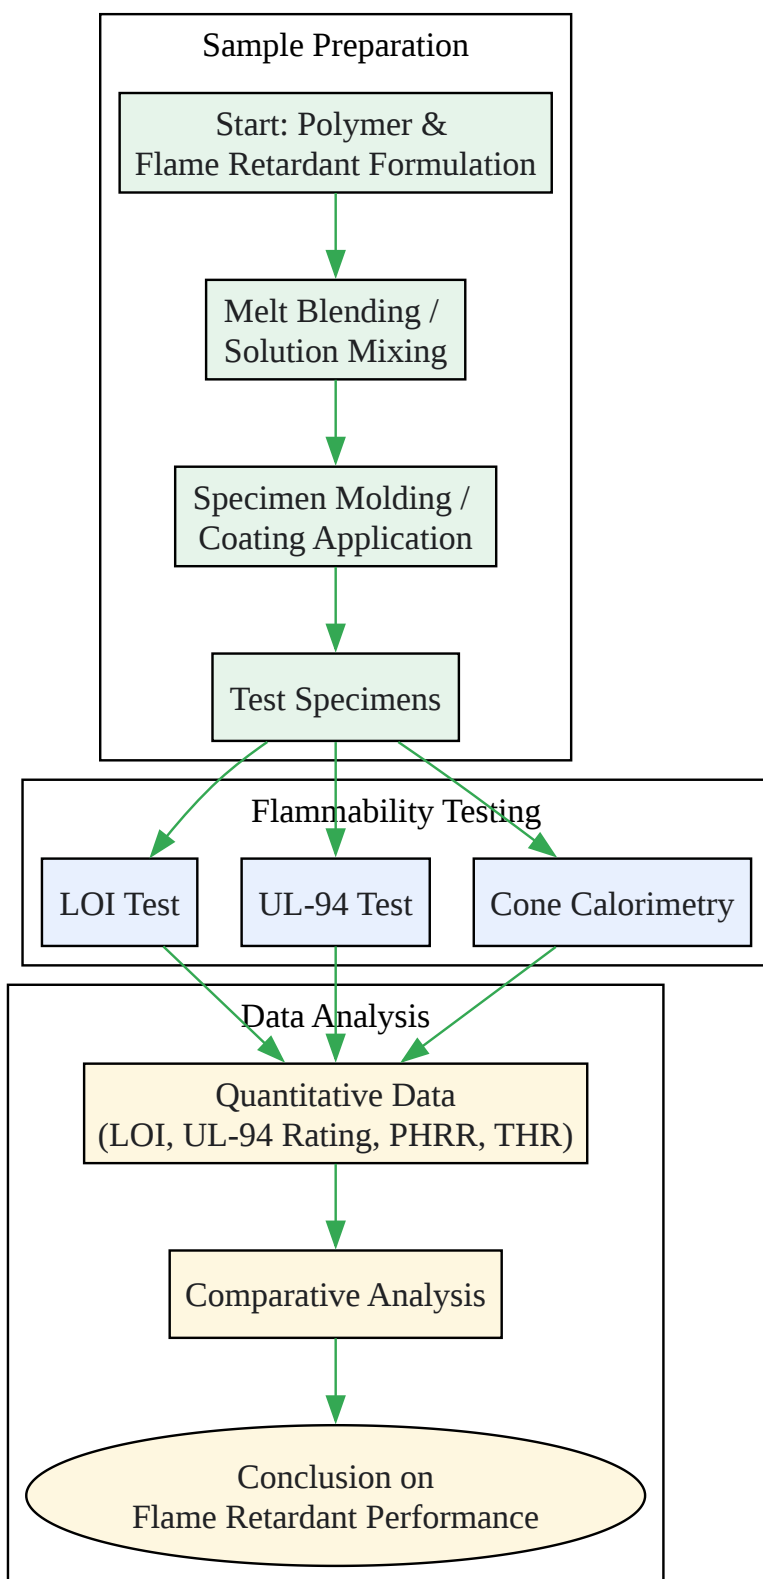 Sample Preparation
Start: Polymer &
Flame Retardant Formulation
Melt Blending /
Solution Mixing
Specimen Molding /
Coating Application
Test Specimens
Flammability Testing
LOI Test
UL-94 Test
Cone Calorimetry
Data Analysis
Quantitative Data
(LOI, UL-94 Rating, PHRR, THR)
Comparative Analysis
Conclusion on
Flame Retardant Performance